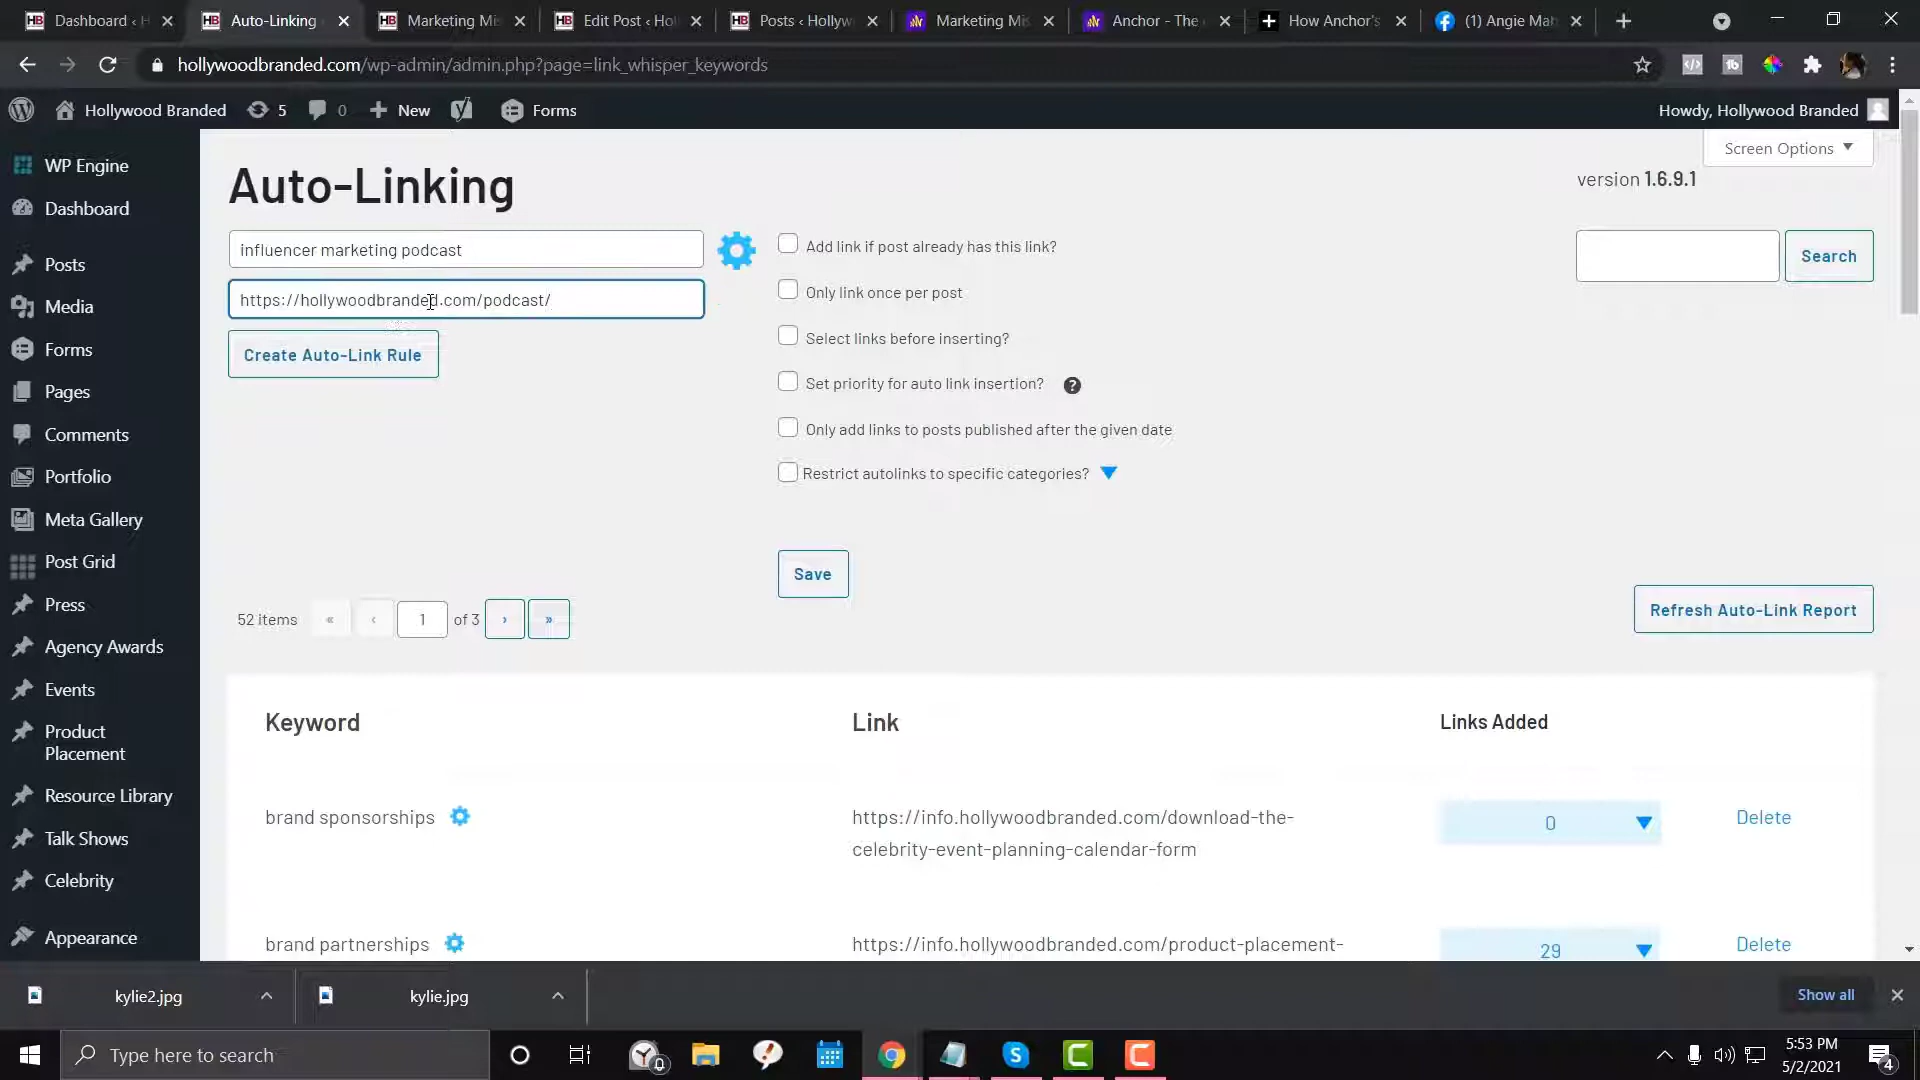 Dashboard ‹ H
Auto-Linking
Marketing Mis
Edit Post ‹ Hol
Posts ‹ Hollyw
Marketing Mis
Anchor - The
How Anchor's
(1) Angie Mah
hollywoodbranded.com/wp-admin/admin.php?page=link_whisper_keywords
Hollywood Branded
5
0
New
Forms
Howdy, Hollywood Branded
WP Engine
Dashboard
Posts
Media
Forms
Pages
Comments
Portfolio
Meta Gallery
Post Grid
Press
Agency Awards
Events
Product
Placement
Resource Library
Talk Shows
Celebrity
Appearance
Screen Options
Auto-Linking
version 1.6.9.1
influencer marketing podcast
https://hollywoodbranded.com/podcast/
Create Auto-Link Rule
Add link if post already has this link?
Only link once per post
Select links before inserting?
Set priority for auto link insertion?
Only add links to posts published after the given date
Restrict autolinks to specific categories?
Save
Search
52 items
«
‹
1
of 3
›
»
Refresh Auto-Link Report
Keyword
Link
Links Added
brand sponsorships
https://info.hollywoodbranded.com/download-the-
celebrity-event-planning-calendar-form
0
Delete
brand partnerships
https://info.hollywoodbranded.com/product-placement-
29
Delete
kylie2.jpg
kylie.jpg
Show all
Type here to search
0
5:53 PM
5/2/2021
4